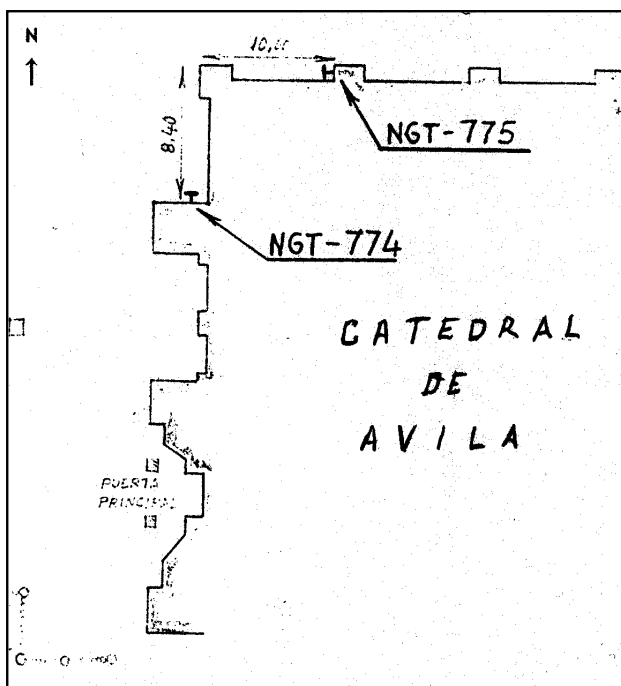 N
10,00
8,40
NGT-775
NGT-774
CATEDRAL
DE
AVILA
PUERTA
PRINCIPAL